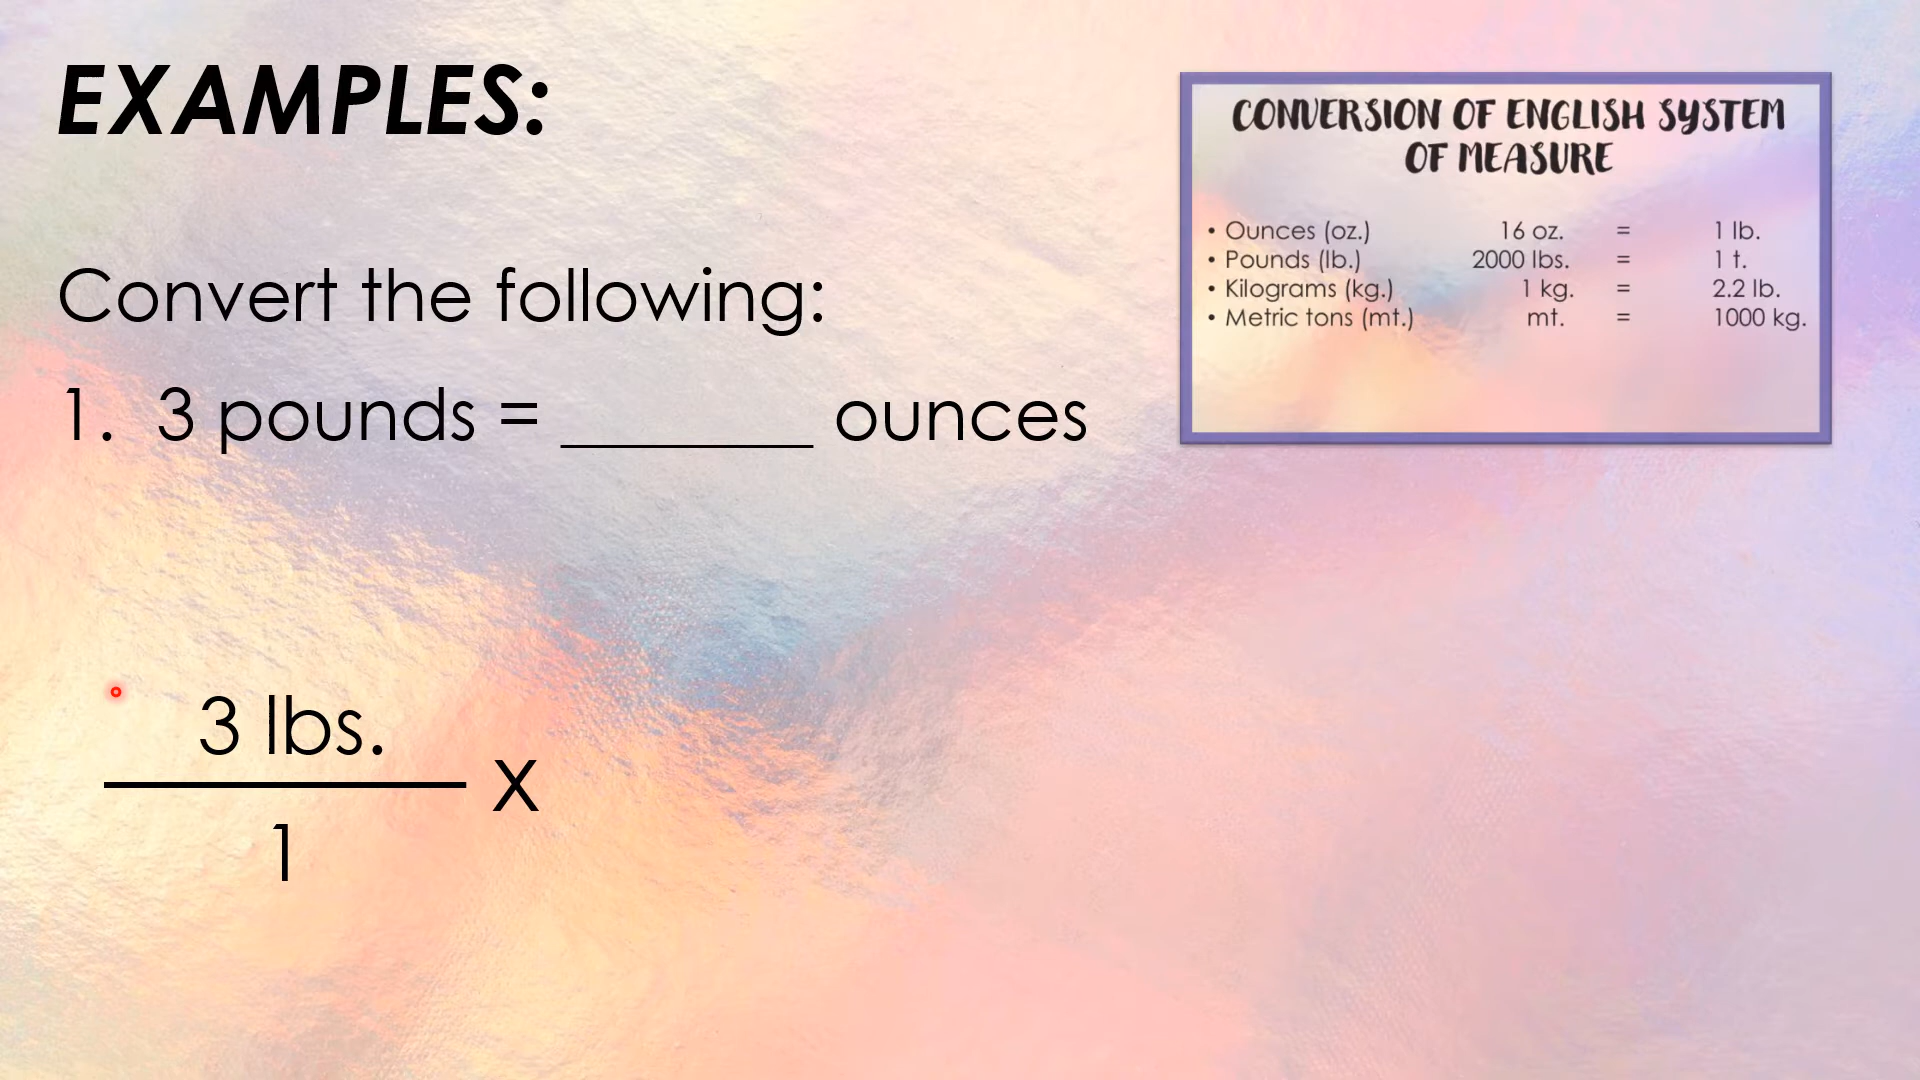 EXAMPLES:
CONVERSION OF ENGLISH SYSTEM
OF MEASURE
• Ounces (oz.) 16 oz. = 1 lb.
• Pounds (lb.) 2000 lbs. = 1 t.
• Kilograms (kg.) 1 kg. = 2.2 lb.
• Metric tons (mt.) mt. = 1000 kg.
Convert the following:
1. 3 pounds = _______ ounces
3 lbs.
x
1